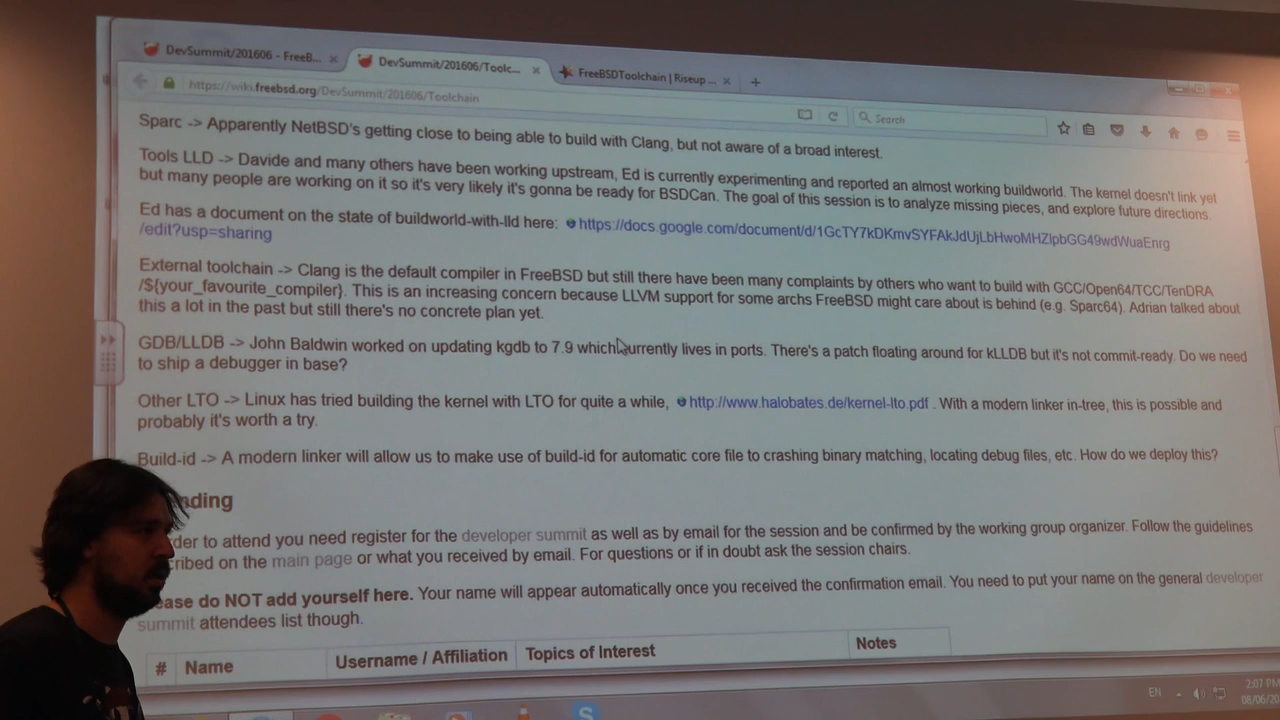 DevSummit/201606 - FreeB...
DevSummit/201606/Toolc...
FreeBSDToolchain | Riseup ...
https://wiki.freebsd.org/DevSummit/201606/Toolchain
Search
Sparc -> Apparently NetBSD's getting close to being able to build with Clang, but not aware of a broad interest.
Tools LLD -> Davide and many others have been working upstream, Ed is currently experimenting and reported an almost working buildworld. The kernel doesn't link yet
but many people are working on it so it's very likely it's gonna be ready for BSDCan. The goal of this session is to analyze missing pieces, and explore future directions.
Ed has a document on the state of buildworld-with-lld here: https://docs.google.com/document/d/1GcTY7kDKmvSYFAkJdUjLbHwoMHZlpbGG49wdWuaEnrg
/edit?usp=sharing
External toolchain -> Clang is the default compiler in FreeBSD but still there have been many complaints by others who want to build with GCC/Open64/TCC/TenDRA
/${your_favourite_compiler}. This is an increasing concern because LLVM support for some archs FreeBSD might care about is behind (e.g. Sparc64). Adrian talked about
this a lot in the past but still there's no concrete plan yet.
GDB/LLDB -> John Baldwin worked on updating kgdb to 7.9 which currently lives in ports. There's a patch floating around for kLLDB but it's not commit-ready. Do we need
to ship a debugger in base?
Other LTO -> Linux has tried building the kernel with LTO for quite a while, http://www.halobates.de/kernel-lto.pdf . With a modern linker in-tree, this is possible and
probably it's worth a try.
Build-id -> A modern linker will allow us to make use of build-id for automatic core file to crashing binary matching, locating debug files, etc. How do we deploy this?
nding
der to attend you need register for the developer summit as well as by email for the session and be confirmed by the working group organizer. Follow the guidelines
ribed on the main page or what you received by email. For questions or if in doubt ask the session chairs.
ease do NOT add yourself here. Your name will appear automatically once you received the confirmation email. You need to put your name on the general developer
summit attendees list though.
# Name Username / Affiliation Topics of Interest Notes
EN
2:07 PM
08/06/20